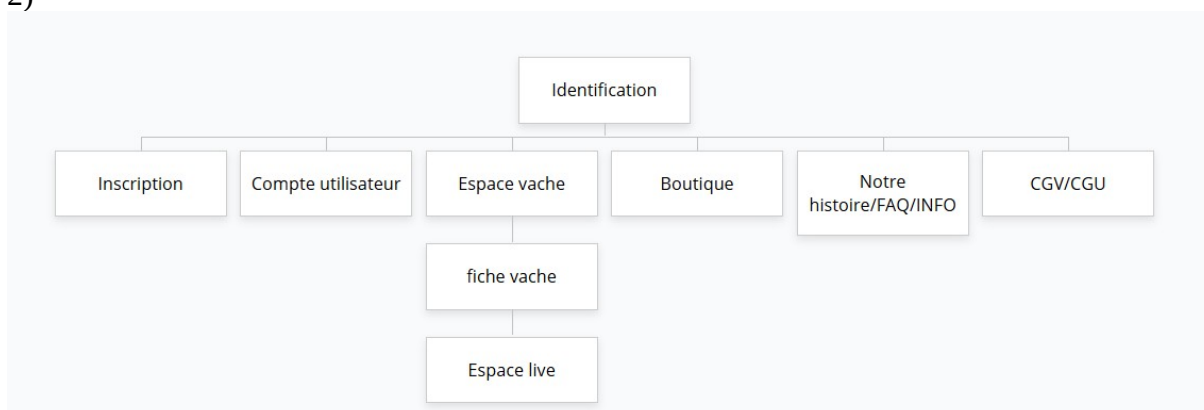 2)
Identification
Inscription
Compte utilisateur
Espace vache
Boutique
Notre
histoire/FAQ/INFO
CGV/CGU
fiche vache
Espace live